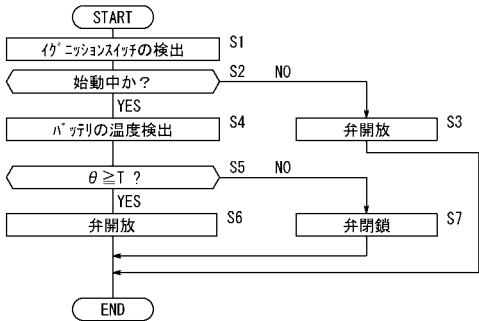 START
ｲｸﾞﾆｯｼｮﾝｽｲｯﾁの検出 S1
始動中か？ S2 NO
YES
ﾊﾞｯﾃﾘの温度検出 S4
弁開放 S3
θ≧T ? S5 NO
YES
弁開放 S6
弁閉鎖 S7
END